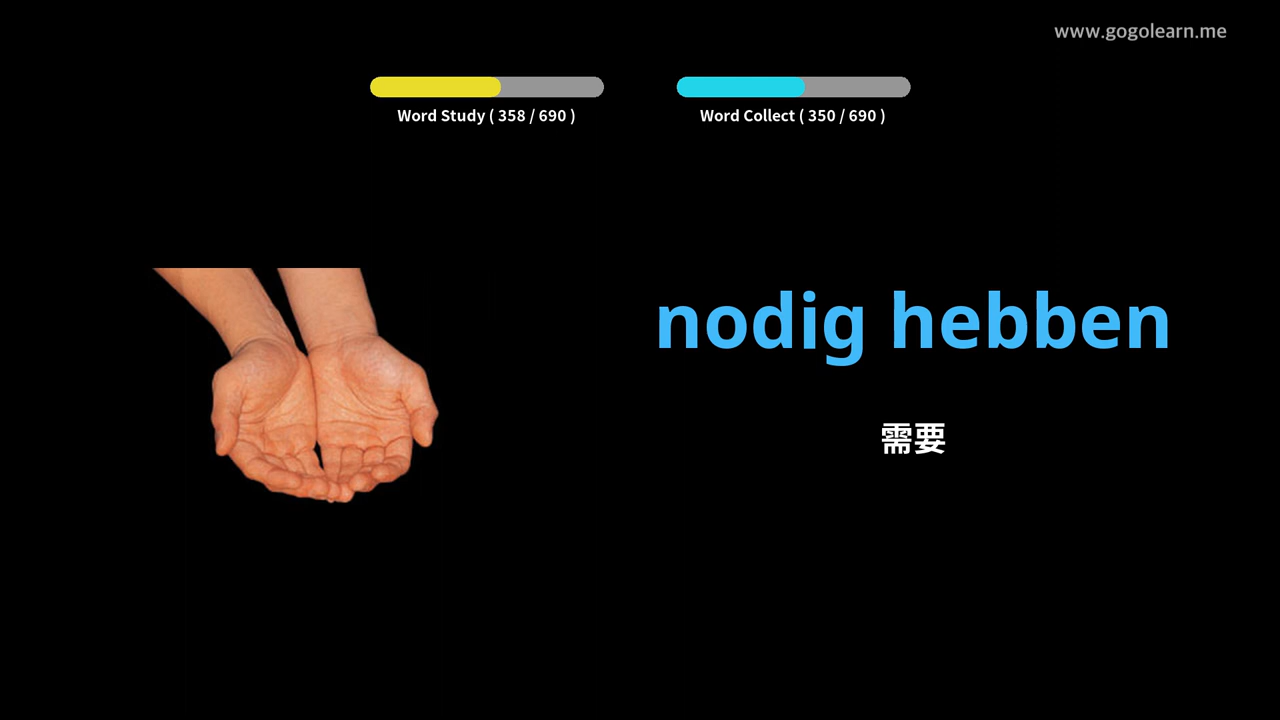 www.gogolearn.me
Word Study ( 358 / 690 )
Word Collect ( 350 / 690 )
nodig hebben
需要